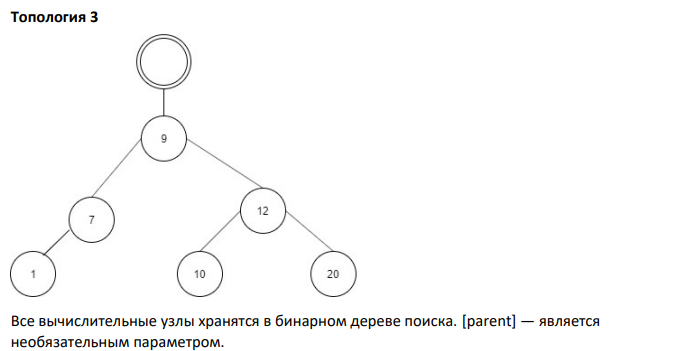 Топология 3
9
7
12
1
10
20
Все вычислительные узлы хранятся в бинарном дереве поиска. [parent] — является
необязательным параметром.